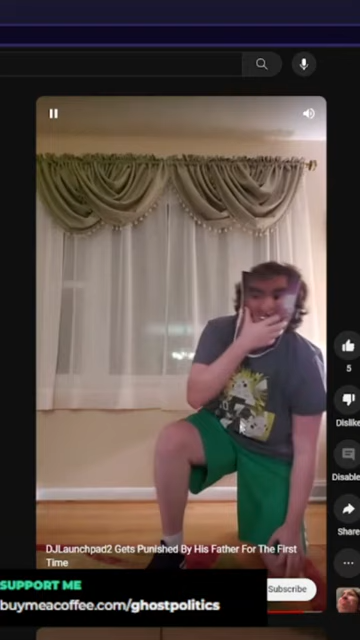 5
Dislike
Disable
Share
DJLaunchpad2 Gets Punished By His Father For The First
Time
Subscribe
SUPPORT ME
buymeacoffee.com/ghostpolitics